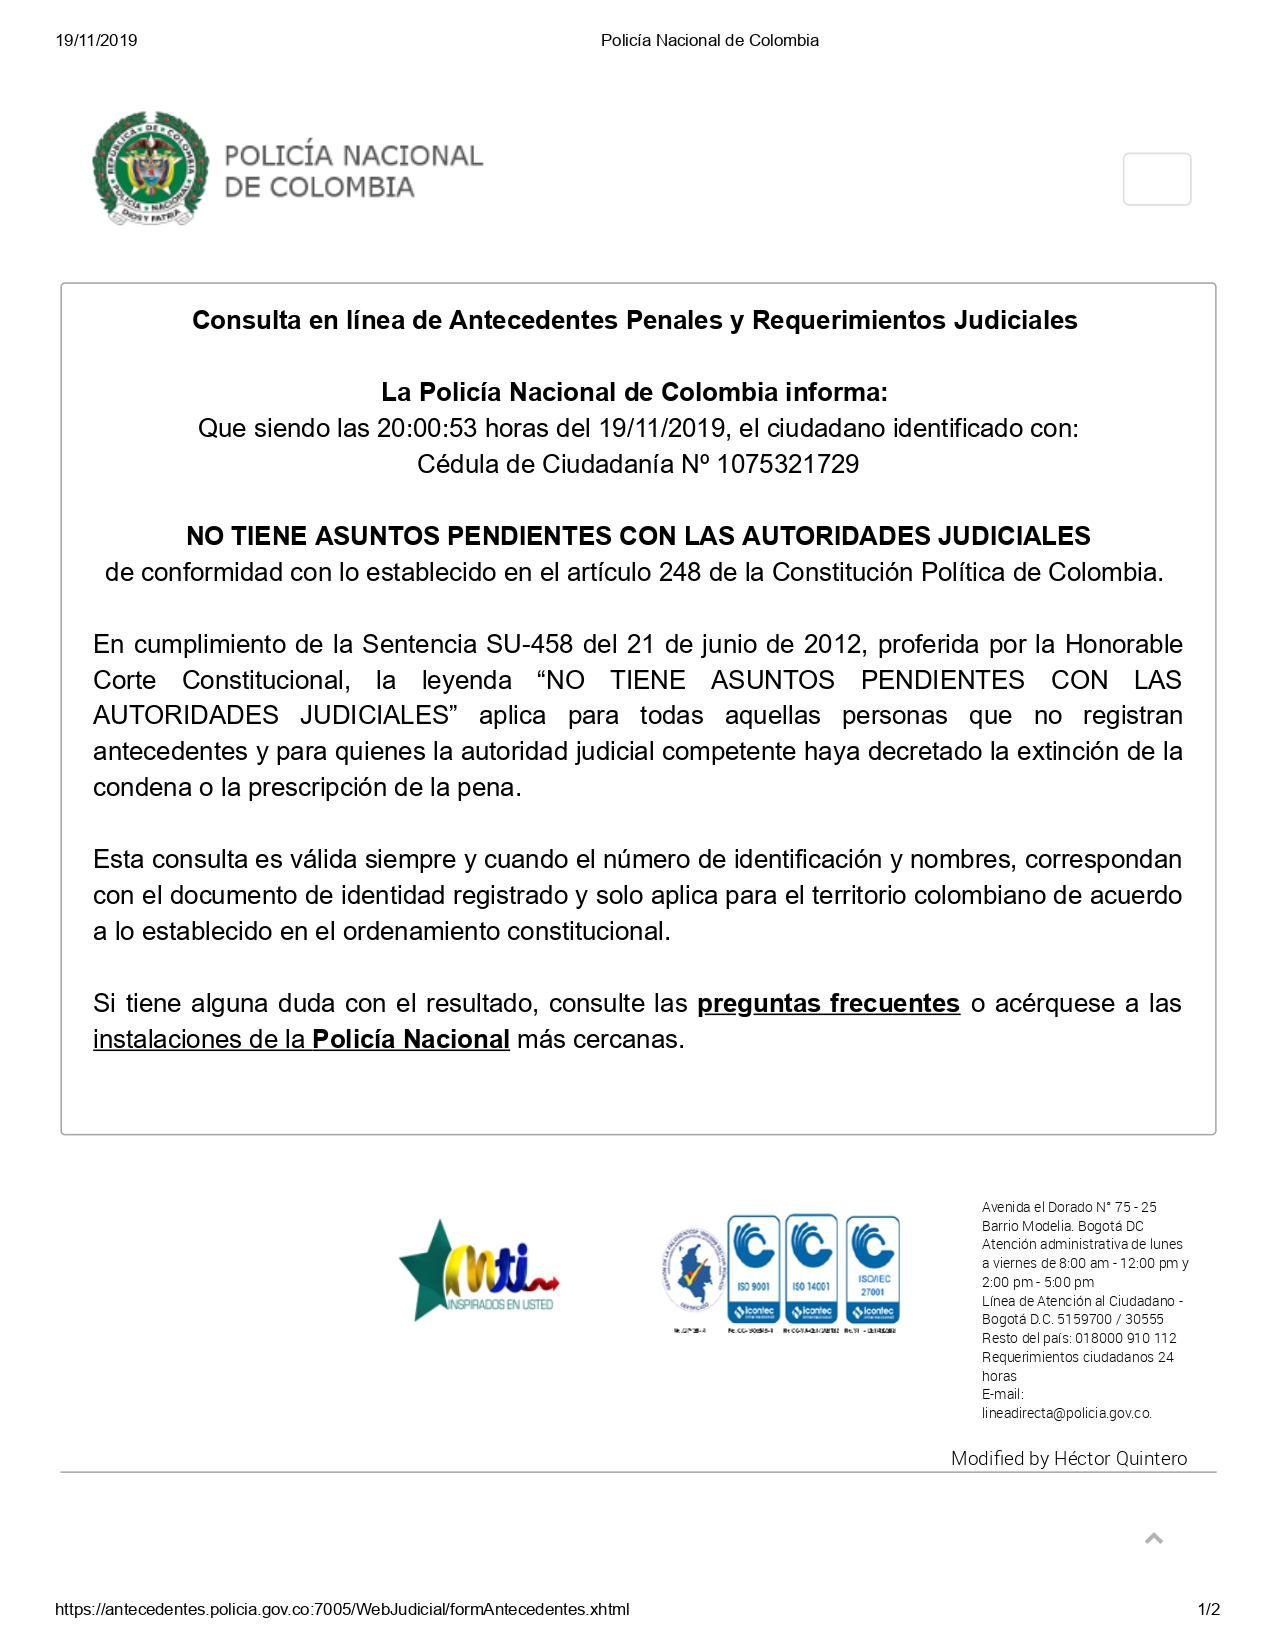 19/11/2019 Policía Nacional de Colombia
REPÚBLICA DE COLOMBIA
POLICÍA NACIONAL
DIOS Y PATRIA
POLICÍA NACIONAL
DE COLOMBIA
Consulta en línea de Antecedentes Penales y Requerimientos Judiciales
La Policía Nacional de Colombia informa:
Que siendo las 20:00:53 horas del 19/11/2019, el ciudadano identificado con:
Cédula de Ciudadanía Nº 1075321729
NO TIENE ASUNTOS PENDIENTES CON LAS AUTORIDADES JUDICIALES
de conformidad con lo establecido en el artículo 248 de la Constitución Política de Colombia.
En cumplimiento de la Sentencia SU-458 del 21 de junio de 2012, proferida por la Honorable
Corte Constitucional, la leyenda “NO TIENE ASUNTOS PENDIENTES CON LAS
AUTORIDADES JUDICIALES” aplica para todas aquellas personas que no registran
antecedentes y para quienes la autoridad judicial competente haya decretado la extinción de la
condena o la prescripción de la pena.
Esta consulta es válida siempre y cuando el número de identificación y nombres, correspondan
con el documento de identidad registrado y solo aplica para el territorio colombiano de acuerdo
a lo establecido en el ordenamiento constitucional.
Si tiene alguna duda con el resultado, consulte las preguntas frecuentes o acérquese a las
instalaciones de la Policía Nacional más cercanas.
mti
INSPIRADOS EN USTED
CERTIFICADO
ISO 9001
icontec
ISO 14001
icontec
ISO/IEC
27001
icontec
Avenida el Dorado N° 75 - 25
Barrio Modelia. Bogotá DC
Atención administrativa de lunes
a viernes de 8:00 am - 12:00 pm y
2:00 pm - 5:00 pm
Línea de Atención al Ciudadano -
Bogotá D.C. 5159700 / 30555
Resto del país: 018000 910 112
Requerimientos ciudadanos 24
horas
E-mail:
lineadirecta@policia.gov.co.
Modified by Héctor Quintero
https://antecedentes.policia.gov.co:7005/WebJudicial/formAntecedentes.xhtml 1/2